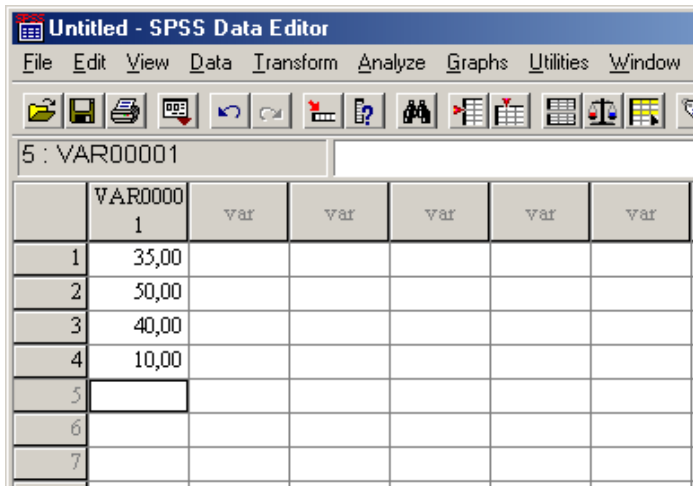 SPSS
Untitled - SPSS Data Editor
File Edit View Data Transform Analyze Graphs Utilities Window
5 : VAR00001
VAR0000
1 var var var var var
1 35,00
2 50,00
3 40,00
4 10,00
5
6
7